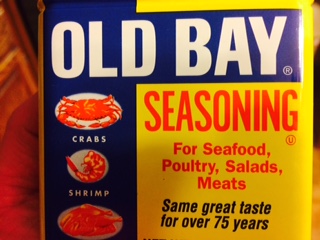 OLD BAY®
SEASONING
U
CRABS
For Seafood,
Poultry, Salads,
Meats
SHRIMP
Same great taste
for over 75 years